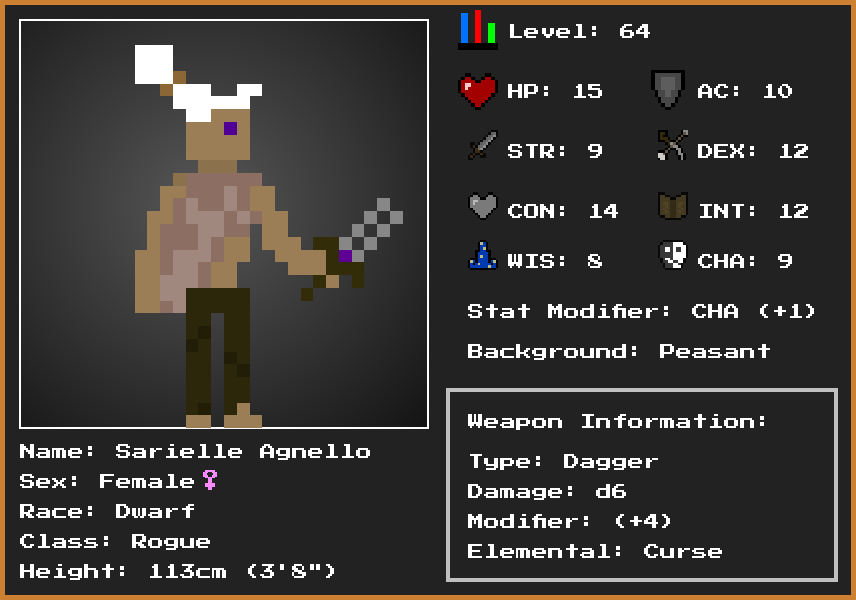 Level: 64
HP: 15
AC: 10
STR: 9
DEX: 12
CON: 14
INT: 12
WIS: 8
CHA: 9
Stat Modifier: CHA (+1)
Background: Peasant
Weapon Information:
Type: Dagger
Damage: d6
Modifier: (+4)
Elemental: Curse
Name: Sarielle Agnello
Sex: Female♀
Race: Dwarf
Class: Rogue
Height: 113cm (3'8")